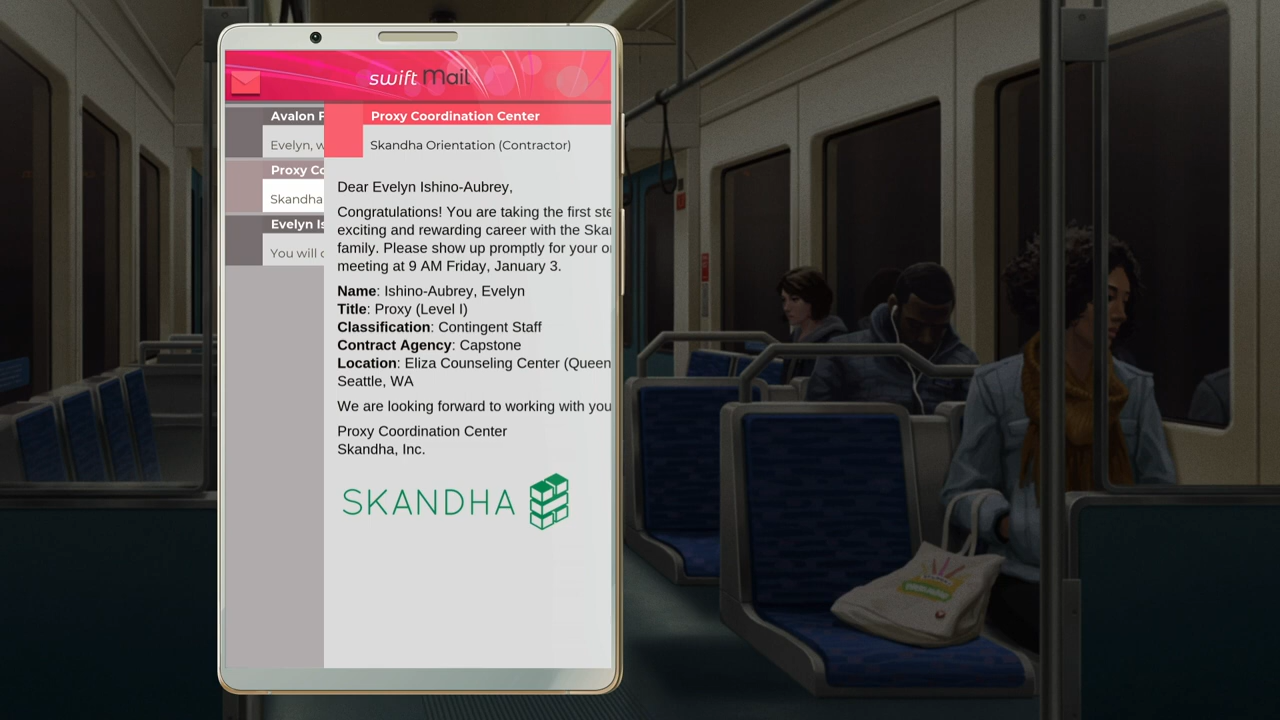 swift Mail
Avalon F
Evelyn, w
Proxy Co
Skandha
Evelyn Is
You will
Proxy Coordination Center
Skandha Orientation (Contractor)
Dear Evelyn Ishino-Aubrey,
Congratulations! You are taking the first ste
exciting and rewarding career with the Skan
family. Please show up promptly for your or
meeting at 9 AM Friday, January 3.
Name: Ishino-Aubrey, Evelyn
Title: Proxy (Level I)
Classification: Contingent Staff
Contract Agency: Capstone
Location: Eliza Counseling Center (Queen
Seattle, WA
We are looking forward to working with you
Proxy Coordination Center
Skandha, Inc.
SKANDHA